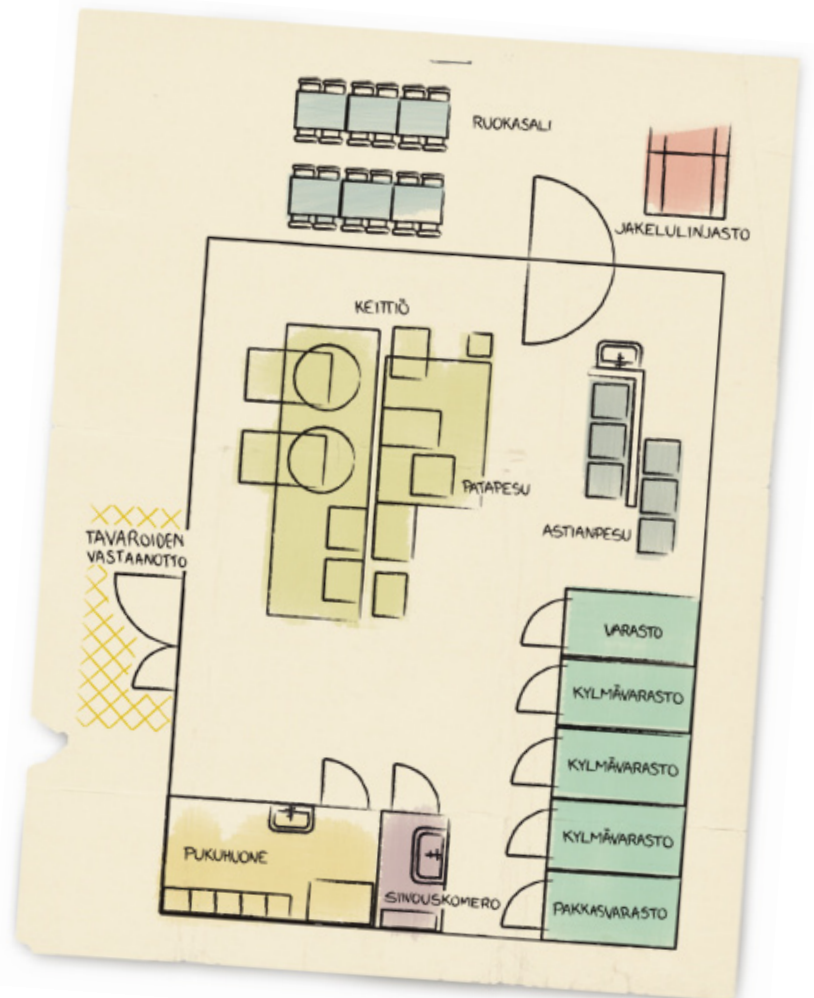 RUOKASALI
JAKELULINJASTO
KEITTIÖ
PATAPESU
ASTIANPESU
TAVAROIDEN
VASTAANOTTO
VARASTO
KYLMÄVARASTO
KYLMÄVARASTO
KYLMÄVARASTO
PAKKASVARASTO
PUKUHUONE
SIIVOUSKOMERO